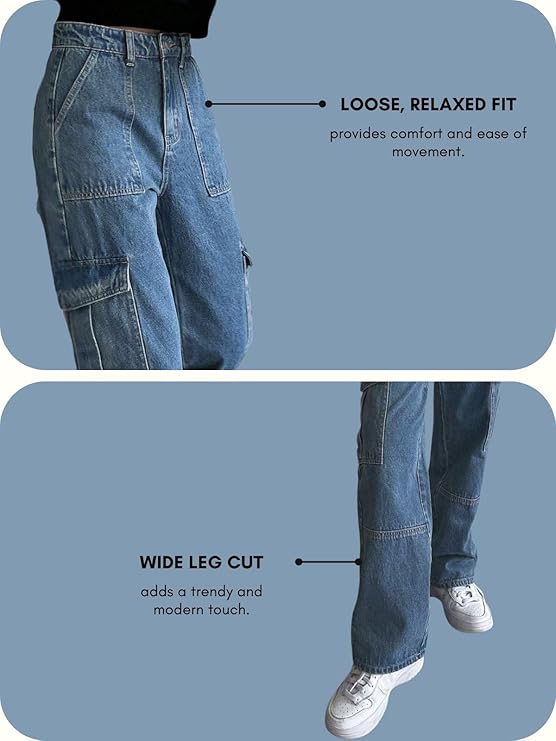 LOOSE, RELAXED FIT
provides comfort and ease of
movement.
WIDE LEG CUT
adds a trendy and
modern touch.